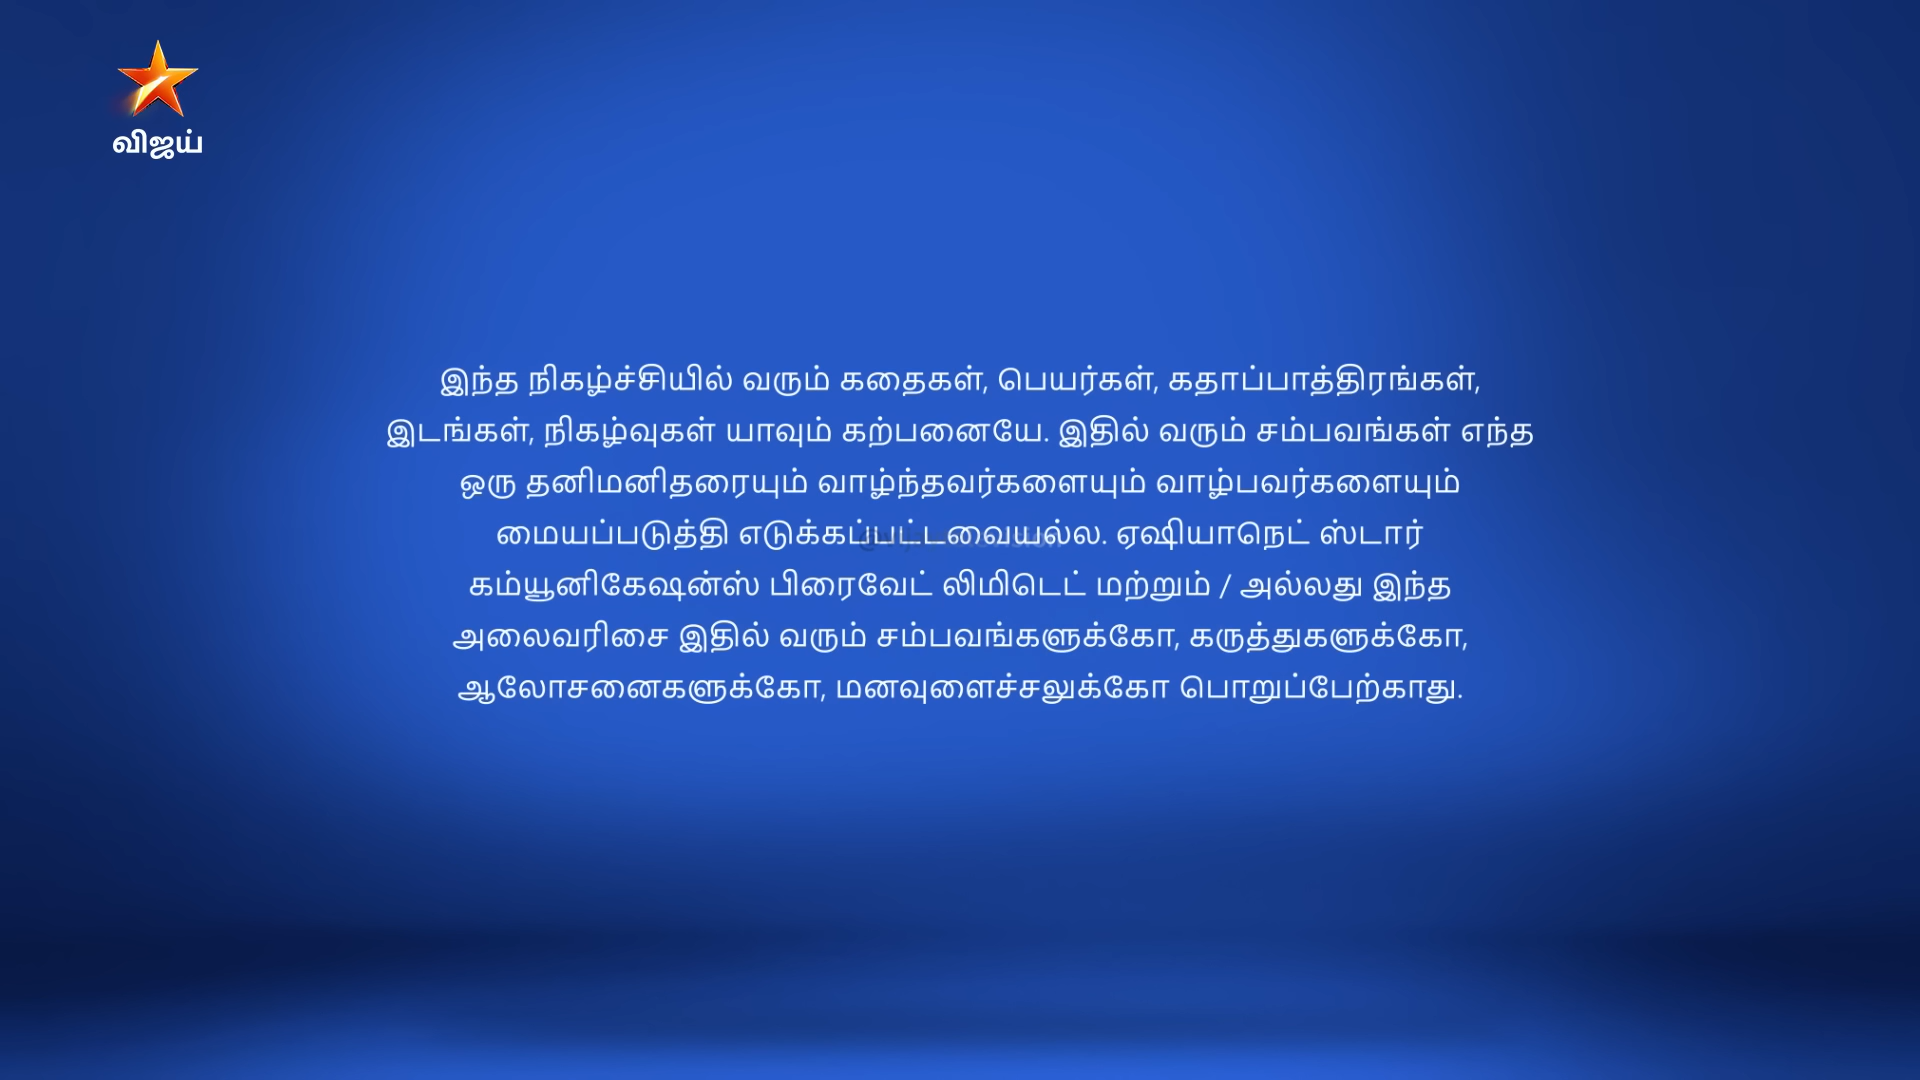 விஜய்
இந்த நிகழ்ச்சியில் வரும் கதைகள், பெயர்கள், கதாப்பாத்திரங்கள்,
இடங்கள், நிகழ்வுகள் யாவும் கற்பனையே. இதில் வரும் சம்பவங்கள் எந்த
ஒரு தனிமனிதரையும் வாழ்ந்தவர்களையும் வாழ்பவர்களையும்
மையப்படுத்தி எடுக்கப்பட்டவையல்ல. ஏஷியாநெட் ஸ்டார்
கம்யூனிகேஷன்ஸ் பிரைவேட் லிமிடெட் மற்றும் / அல்லது இந்த
அலைவரிசை இதில் வரும் சம்பவங்களுக்கோ, கருத்துகளுக்கோ,
ஆலோசனைகளுக்கோ, மனவுளைச்சலுக்கோ பொறுப்பேற்காது.